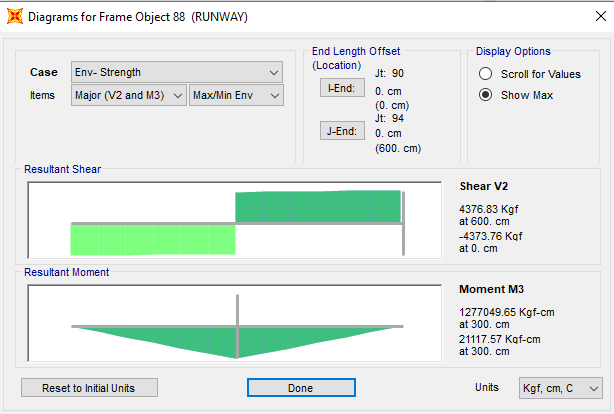 Diagrams for Frame Object 88 (RUNWAY)
Case
Env- Strength
Items
Major (V2 and M3)
Max/Min Env
End Length Offset
(Location)
I-End:
Jt: 90
0. cm
(0. cm)
J-End:
Jt: 94
0. cm
(600. cm)
Display Options
Scroll for Values
Show Max
Resultant Shear
Shear V2
4376.83 Kgf
at 600. cm
-4373.76 Kgf
at 0. cm
Resultant Moment
Moment M3
1277049.65 Kgf-cm
at 300. cm
21117.57 Kgf-cm
at 300. cm
Reset to Initial Units
Done
Units
Kgf, cm, C